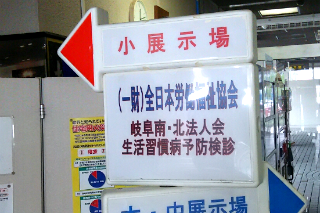 小展示場
(一財)全日本労働福祉協会
岐阜南・北法人会
生活習慣病予防検診
大・中展示場